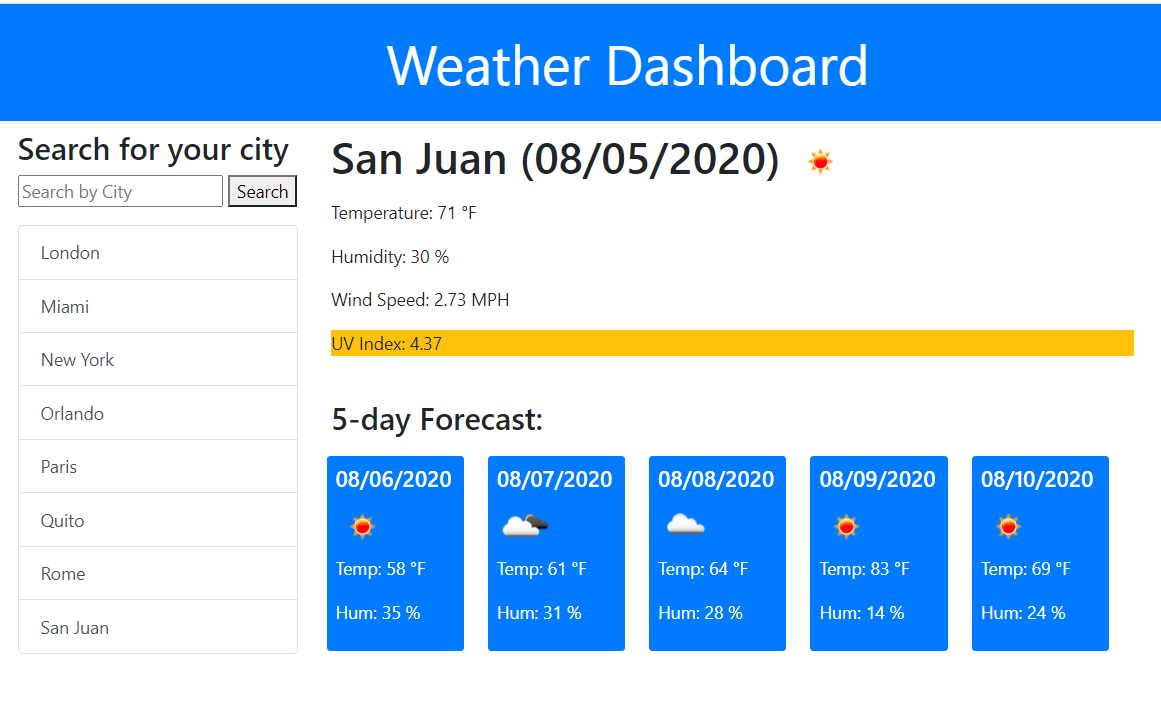 Weather Dashboard
Search for your city
Search by City
Search
London
Miami
New York
Orlando
Paris
Quito
Rome
San Juan
San Juan (08/05/2020)
Temperature: 71 °F
Humidity: 30 %
Wind Speed: 2.73 MPH
UV Index: 4.37
5-day Forecast:
08/06/2020
Temp: 58 °F
Hum: 35 %
08/07/2020
Temp: 61 °F
Hum: 31 %
08/08/2020
Temp: 64 °F
Hum: 28 %
08/09/2020
Temp: 83 °F
Hum: 14 %
08/10/2020
Temp: 69 °F
Hum: 24 %